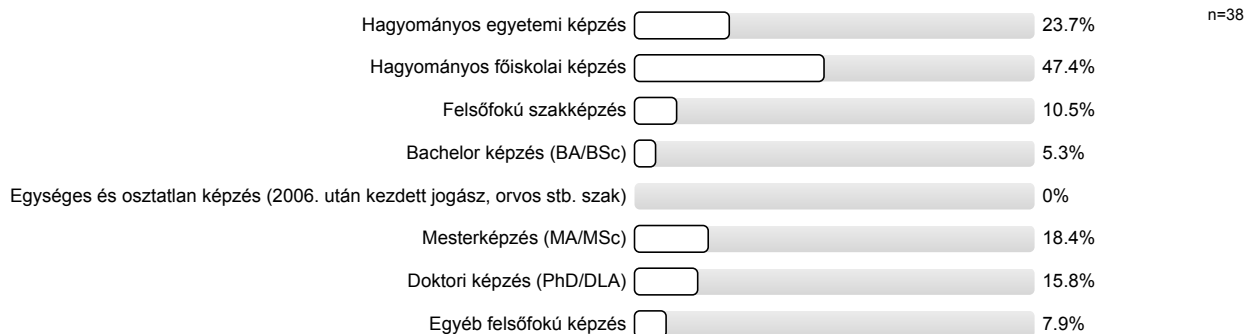 n=38
Hagyományos egyetemi képzés 23.7%
Hagyományos főiskolai képzés 47.4%
Felsőfokú szakképzés 10.5%
Bachelor képzés (BA/BSc) 5.3%
Egységes és osztatlan képzés (2006. után kezdett jogász, orvos stb. szak) 0%
Mesterképzés (MA/MSc) 18.4%
Doktori képzés (PhD/DLA) 15.8%
Egyéb felsőfokú képzés 7.9%